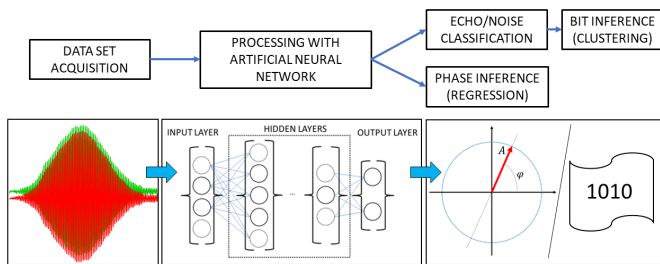 DATA SET
ACQUISITION
PROCESSING WITH
ARTIFICIAL NEURAL
NETWORK
ECHO/NOISE
CLASSIFICATION
BIT INFERENCE
(CLUSTERING)
PHASE INFERENCE
(REGRESSION)
INPUT LAYER
HIDDEN LAYERS
OUTPUT LAYER
...
A
φ
1010